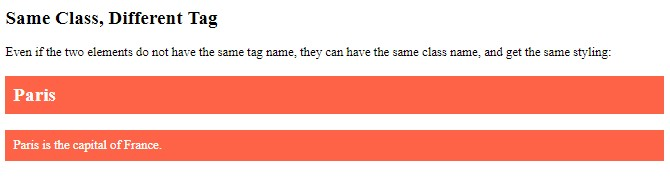 Same Class, Different Tag
Even if the two elements do not have the same tag name, they can have the same class name, and get the same styling:
Paris
Paris is the capital of France.